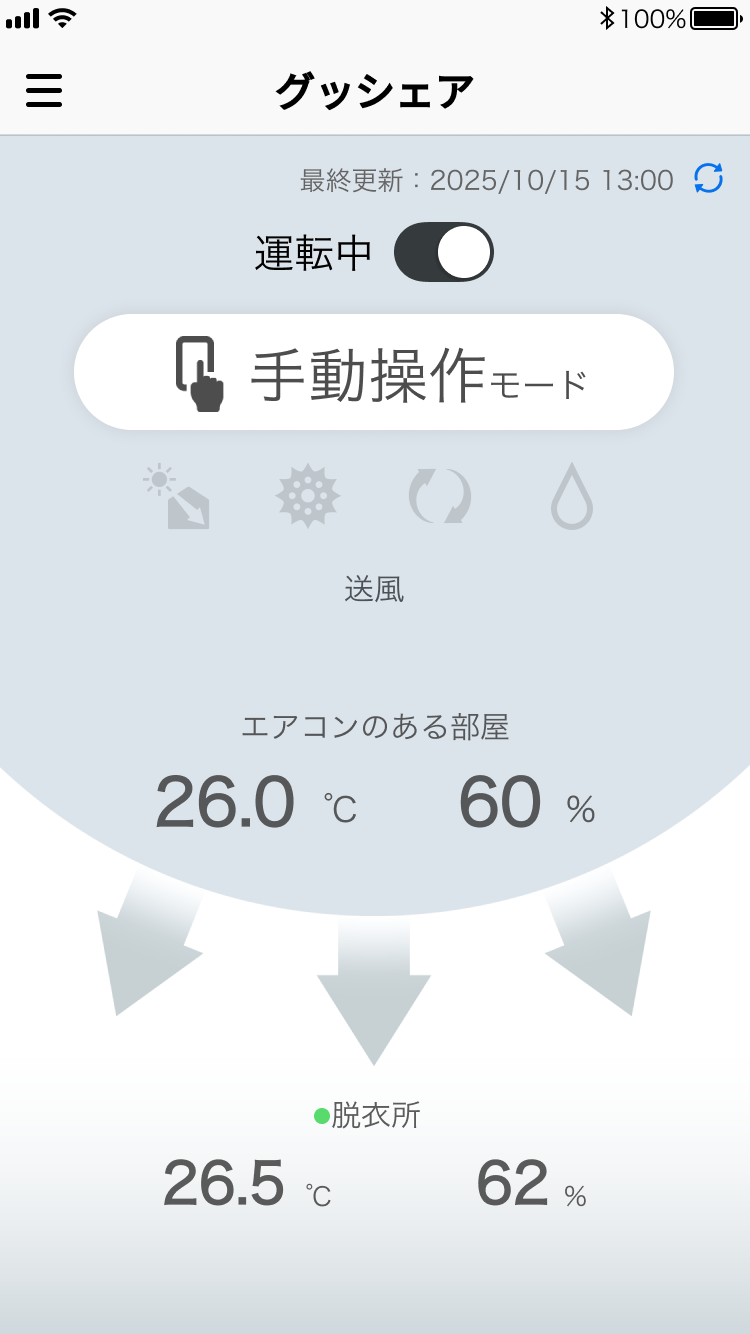 100%
グッシェア
最終更新：2025/10/15 13:00
運転中
手動操作モード
送風
エアコンのある部屋
26.0 ℃ 60 %
脱衣所
26.5 ℃ 62 %